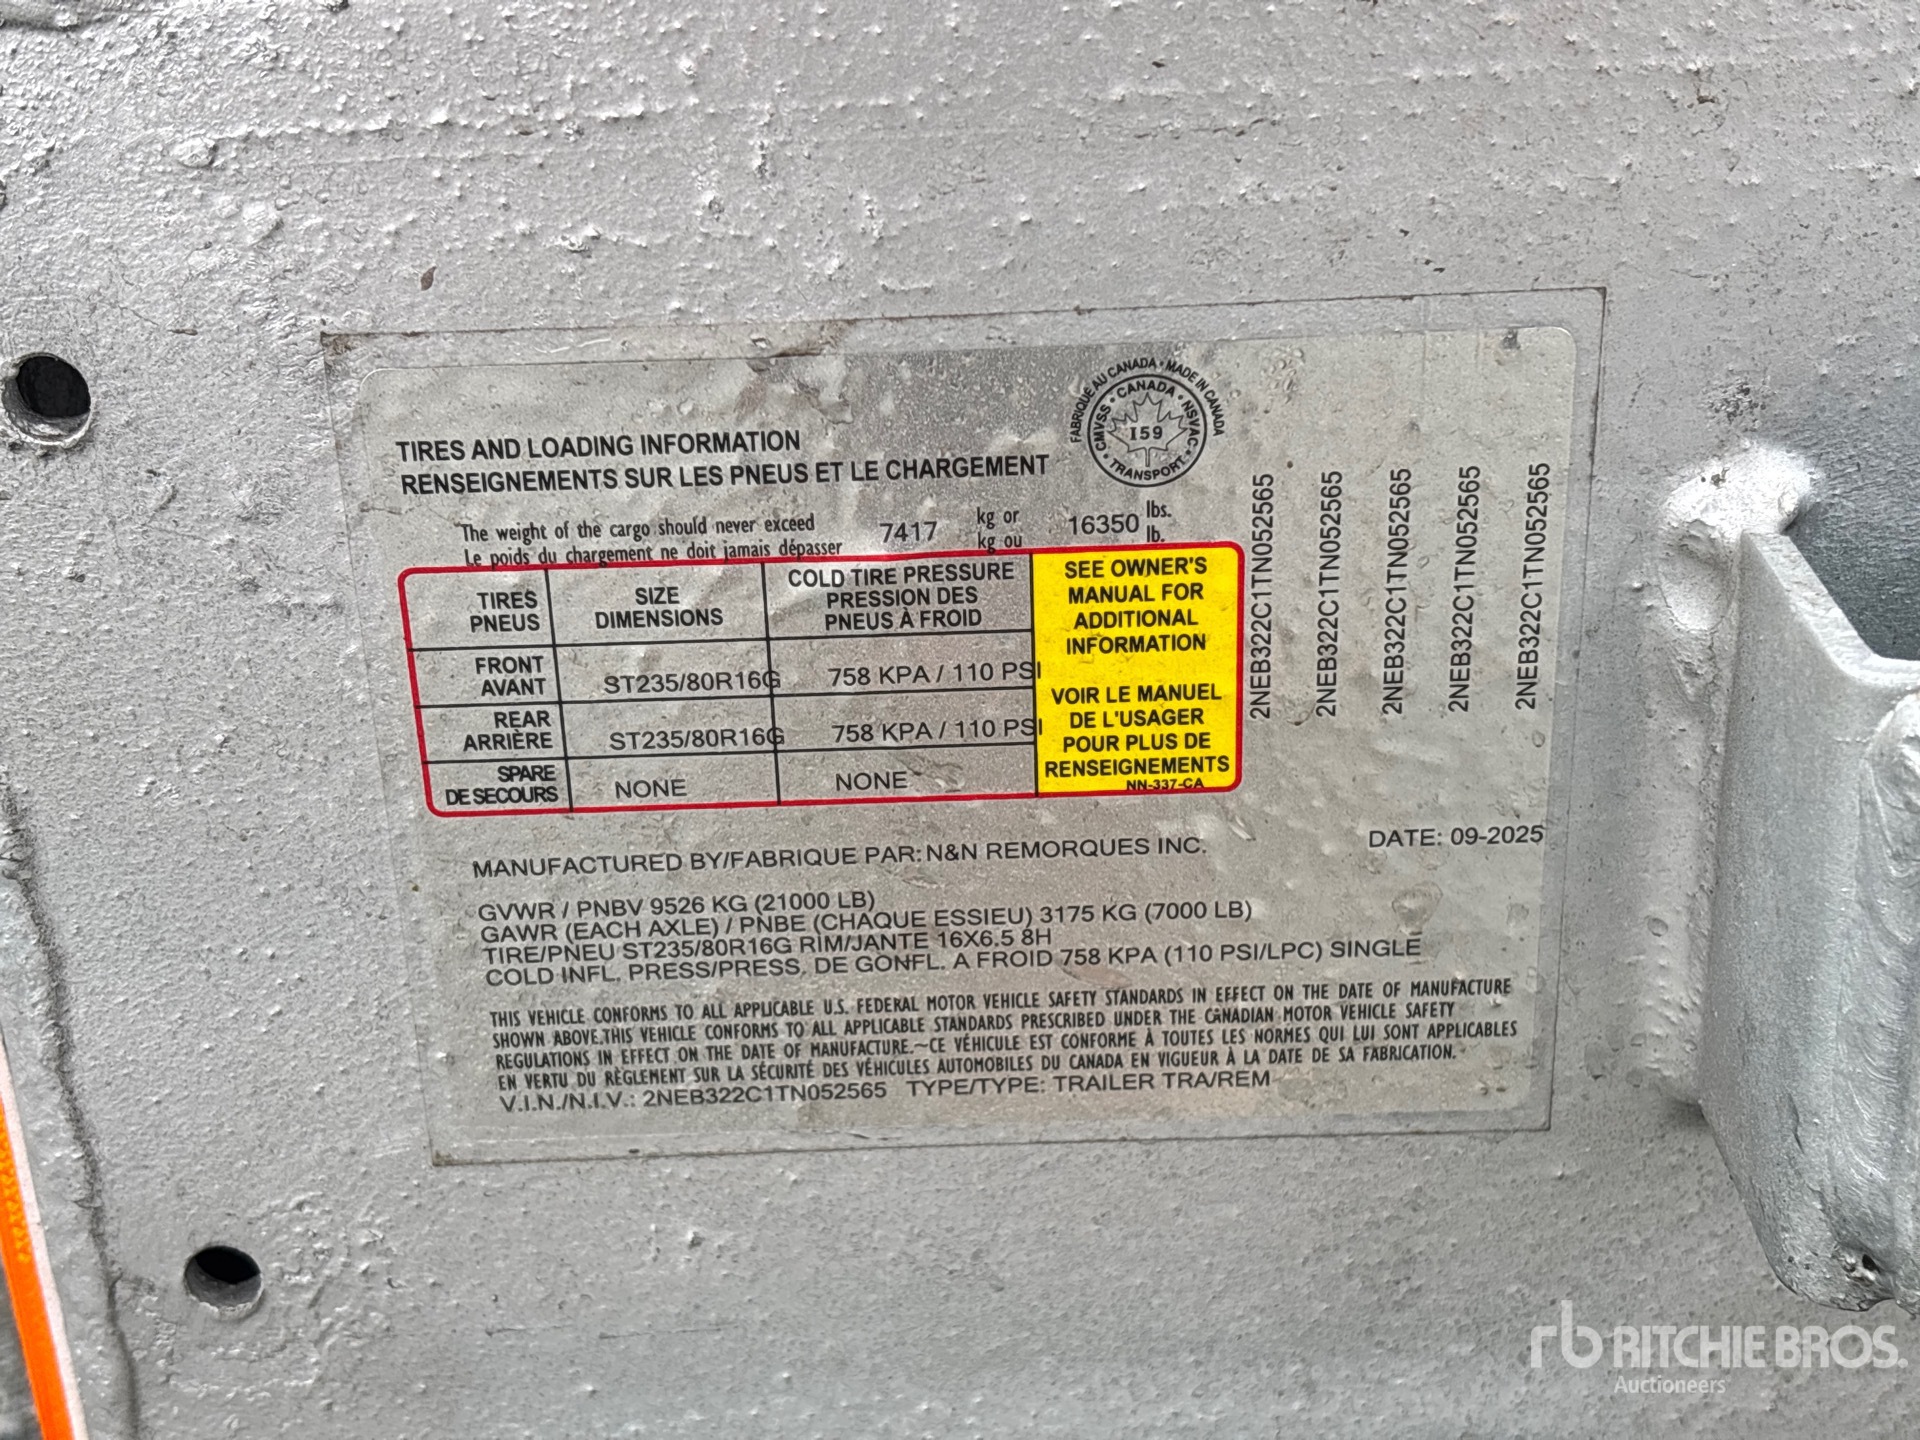 FABRIQUÉ AU CANADA • MADE IN CANADA
CMVSS • CANADA • NSVAC • TRANSPORT •
159
TIRES AND LOADING INFORMATION
RENSEIGNEMENTS SUR LES PNEUS ET LE CHARGEMENT
The weight of the cargo should never exceed 7417 kg or 16350 lbs.
Le poids du chargement ne doit jamais dépasser kg ou lb.
TIRES SIZE COLD TIRE PRESSURE
PNEUS DIMENSIONS PRESSION DES
PNEUS À FROID
FRONT
AVANT ST235/80R16G 758 KPA / 110 PSI
REAR
ARRIÈRE ST235/80R16G 758 KPA / 110 PSI
SPARE
DE SECOURS NONE NONE
SEE OWNER'S
MANUAL FOR
ADDITIONAL
INFORMATION
VOIR LE MANUEL
DE L'USAGER
POUR PLUS DE
RENSEIGNEMENTS
NN-337-CA
2NEB322C1TN052565
2NEB322C1TN052565
2NEB322C1TN052565
2NEB322C1TN052565
2NEB322C1TN052565
MANUFACTURED BY/FABRIQUE PAR: N&N REMORQUES INC. DATE: 09-2025
GVWR / PNBV 9526 KG (21000 LB)
GAWR (EACH AXLE) / PNBE (CHAQUE ESSIEU) 3175 KG (7000 LB)
TIRE/PNEU ST235/80R16G RIM/JANTE 16X6.5 8H
COLD INFL. PRESS/PRESS. DE GONFL. A FROID 758 KPA (110 PSI/LPC) SINGLE
THIS VEHICLE CONFORMS TO ALL APPLICABLE U.S. FEDERAL MOTOR VEHICLE SAFETY STANDARDS IN EFFECT ON THE DATE OF MANUFACTURE
SHOWN ABOVE.THIS VEHICLE CONFORMS TO ALL APPLICABLE STANDARDS PRESCRIBED UNDER THE CANADIAN MOTOR VEHICLE SAFETY
REGULATIONS IN EFFECT ON THE DATE OF MANUFACTURE.~CE VÉHICULE EST CONFORME À TOUTES LES NORMES QUI LUI SONT APPLICABLES
EN VERTU DU RÈGLEMENT SUR LA SÉCURITÉ DES VÉHICULES AUTOMOBILES DU CANADA EN VIGUEUR À LA DATE DE SA FABRICATION.
V.I.N./N.I.V.: 2NEB322C1TN052565 TYPE/TYPE: TRAILER TRA/REM
rb RITCHIE BROS.
Auctioneers